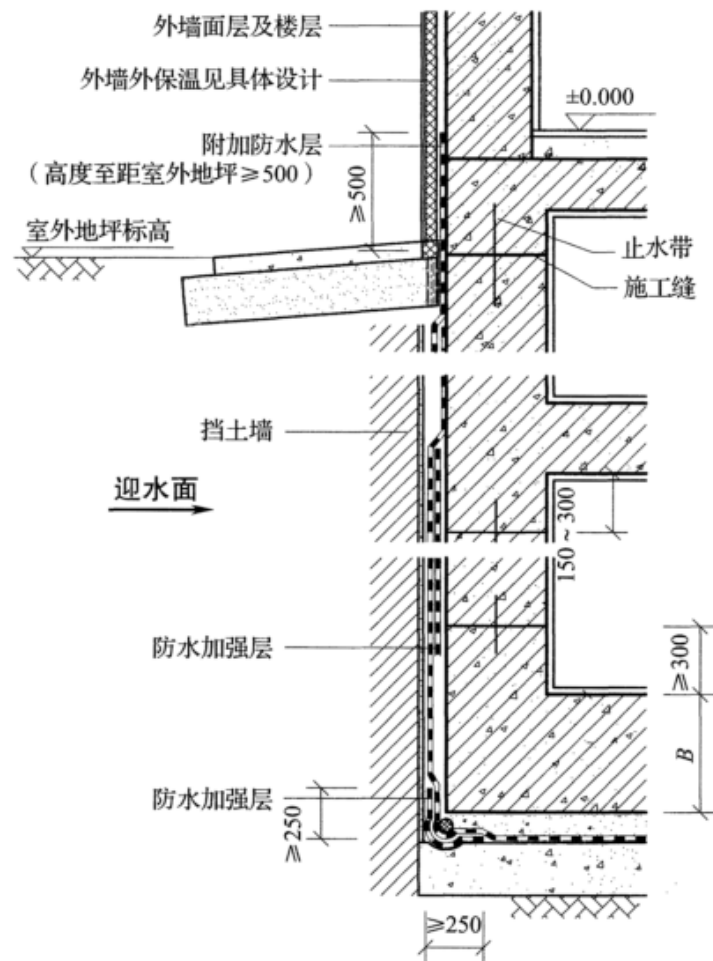 外墙面层及楼层
外墙外保温见具体设计
±0.000
附加防水层
(高度至距室外地坪≥500)
≥500
室外地坪标高
止水带
施工缝
挡土墙
迎水面
150~300
防水加强层
≥300
B
防水加强层
≥250
≥250